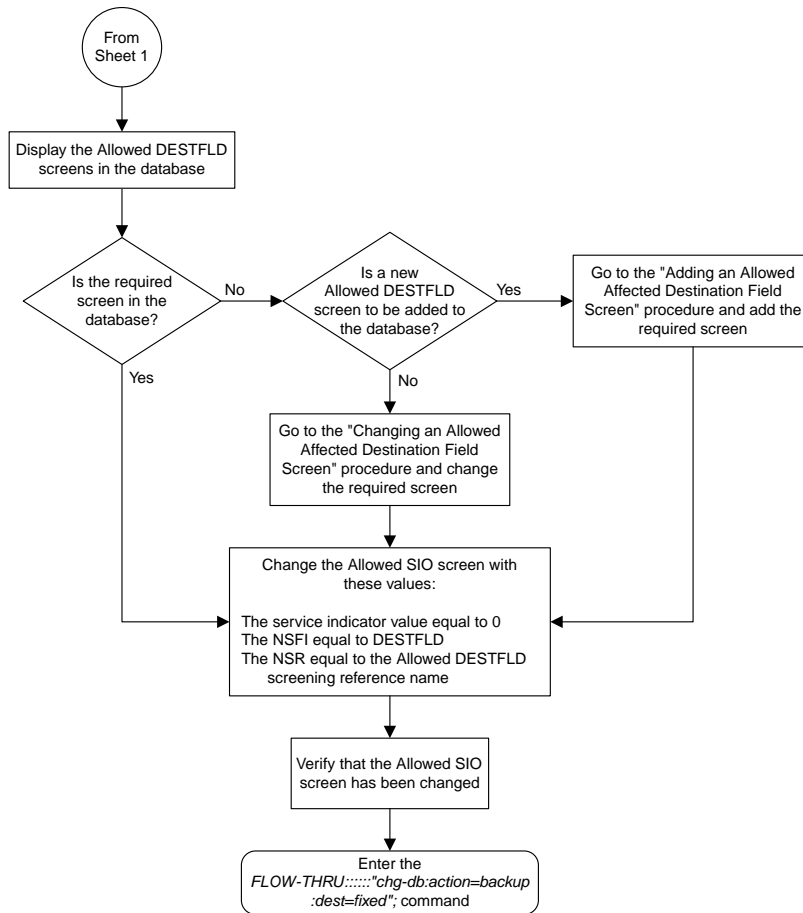 From
Sheet 1
Display the Allowed DESTFLD
screens in the database
Is the required
screen in the
database?
No
Yes
Is a new
Allowed DESTFLD
screen to be added to
the database?
Yes
No
Go to the "Adding an Allowed
Affected Destination Field
Screen" procedure and add the
required screen
Go to the "Changing an Allowed
Affected Destination Field
Screen" procedure and change
the required screen
Change the Allowed SIO screen with
these values:
The service indicator value equal to 0
The NSFI equal to DESTFLD
The NSR equal to the Allowed DESTFLD
screening reference name
Verify that the Allowed SIO
screen has been changed
Enter the
FLOW-THRU::::::"chg-db:action=backup
:dest=fixed"; command